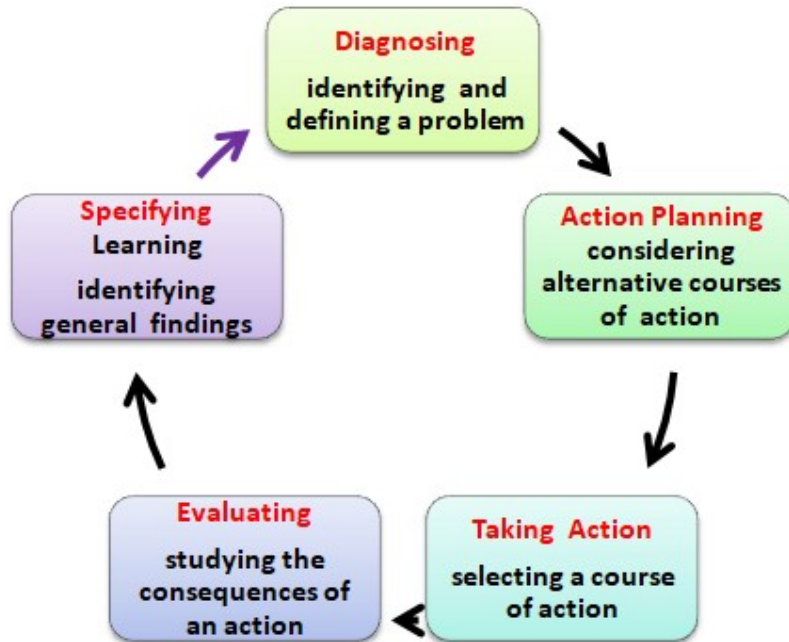 Diagnosing
identifying and
defining a problem
Action Planning
considering
alternative courses
of action
Taking Action
selecting a course
of action
Evaluating
studying the
consequences of
an action
Specifying
Learning
identifying
general findings